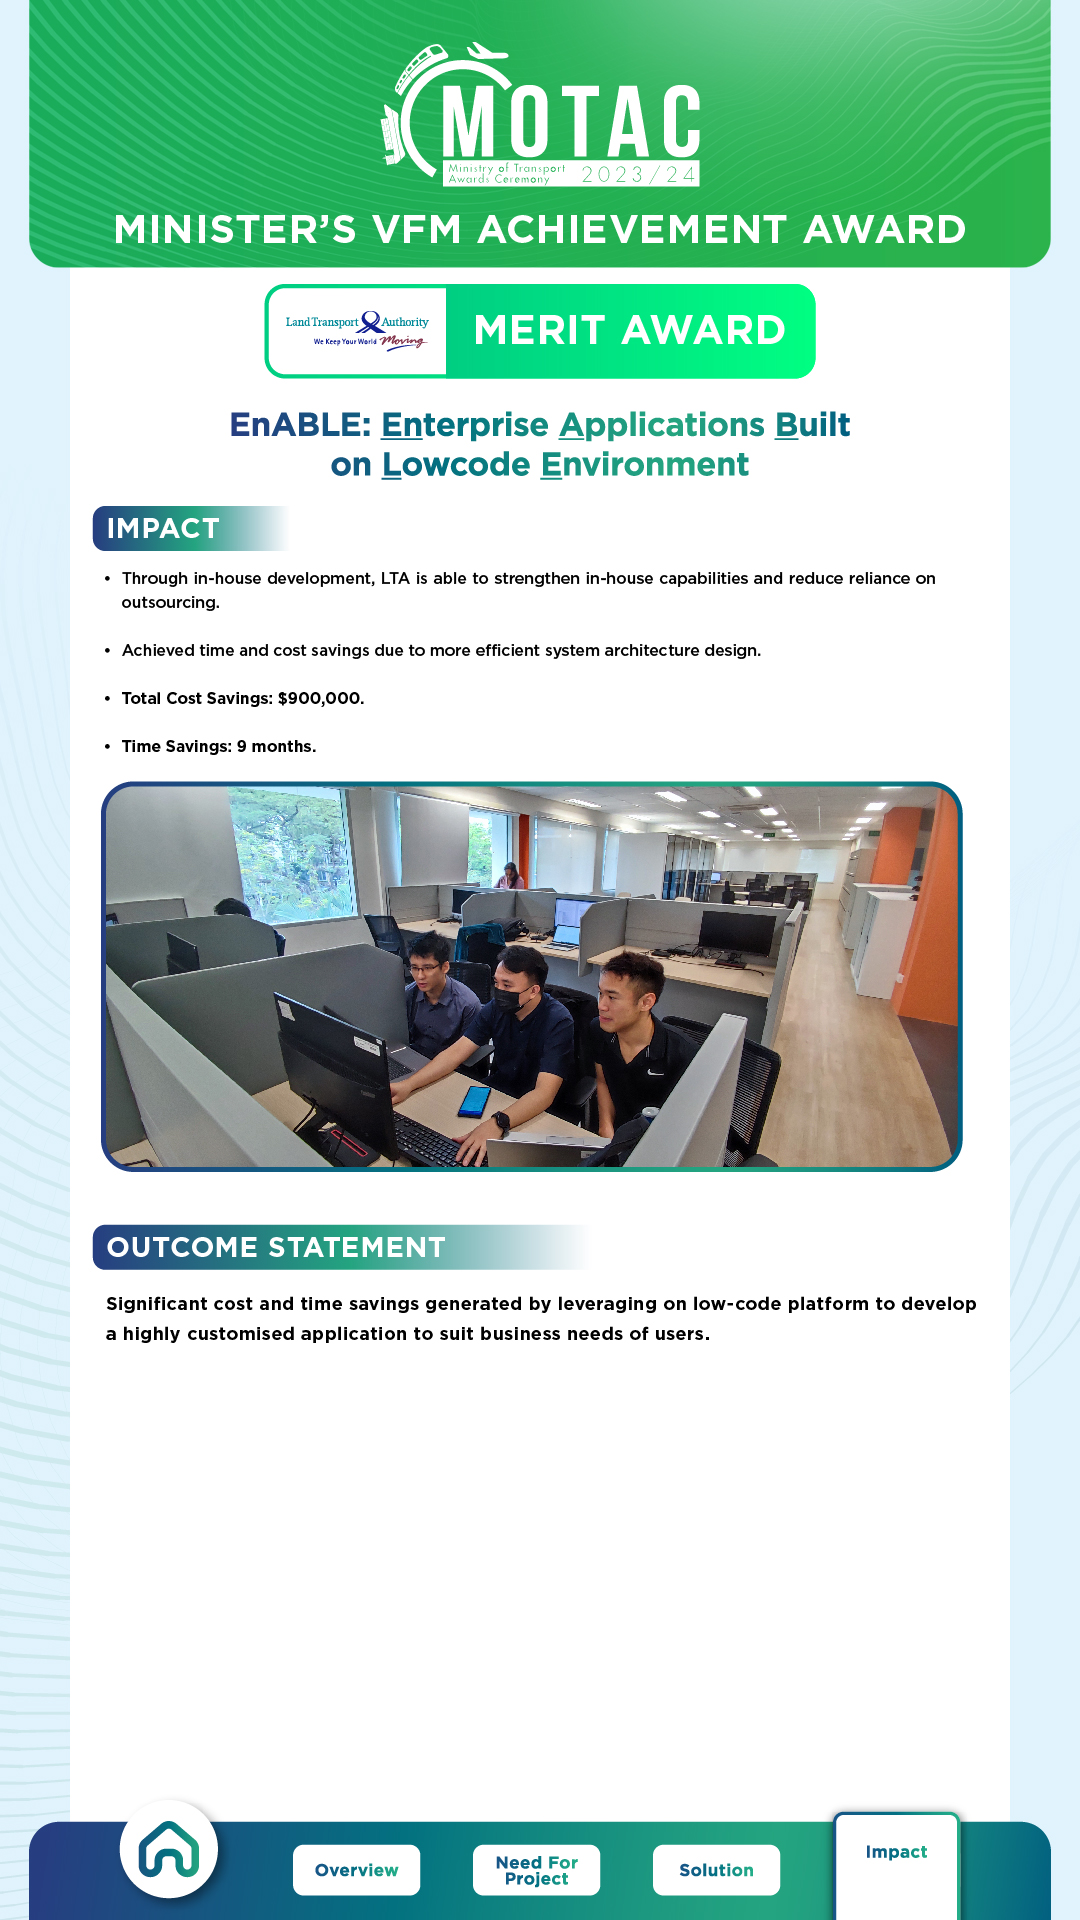 MOTAC
Ministry of Transport
Awards Ceremony
2023/24
MINISTER’S VFM ACHIEVEMENT AWARD
Land Transport Authority
We Keep Your World Moving
MERIT AWARD
EnABLE: Enterprise Applications Built
on Lowcode Environment
IMPACT
• Through in-house development, LTA is able to strengthen in-house capabilities and reduce reliance on
outsourcing.
• Achieved time and cost savings due to more efficient system architecture design.
• Total Cost Savings: $900,000.
• Time Savings: 9 months.
OUTCOME STATEMENT
Significant cost and time savings generated by leveraging on low-code platform to develop
a highly customised application to suit business needs of users.
Overview
Need For
Project
Solution
Impact